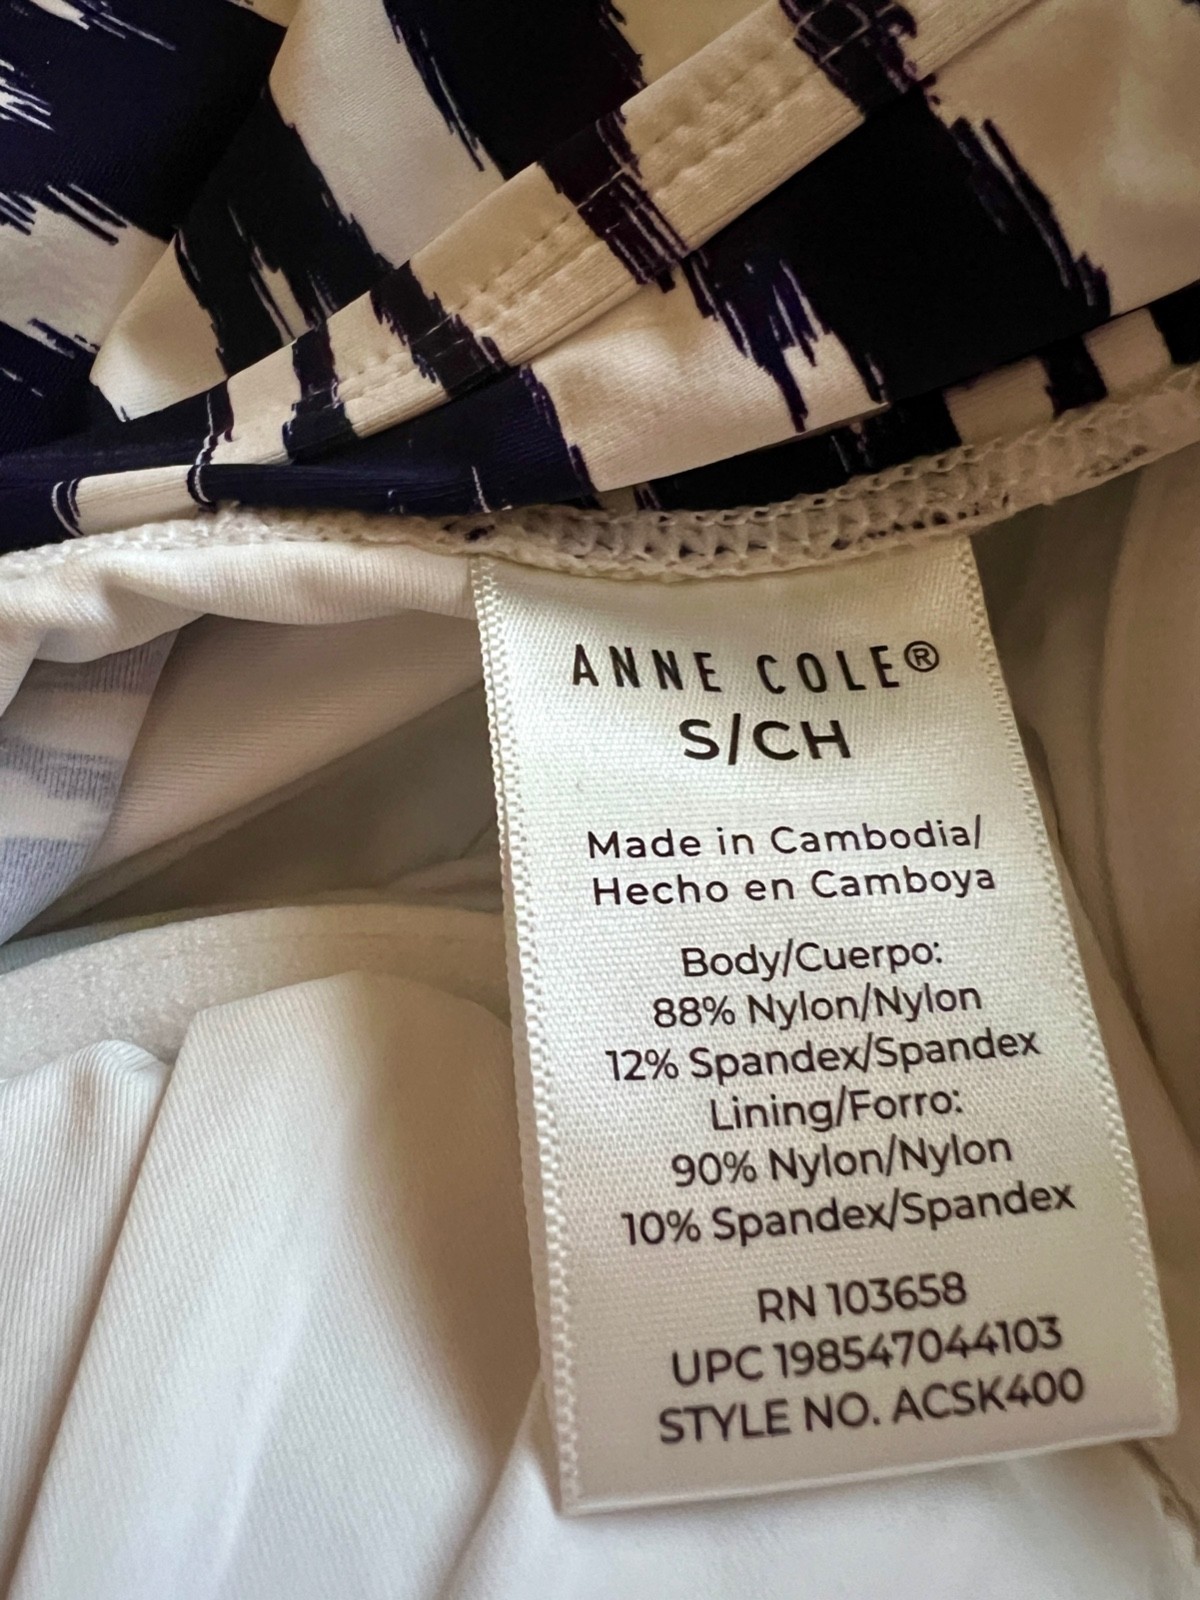 ANNE COLE®
S/CH
Made in Cambodia/
Hecho en Camboya
Body/Cuerpo:
88% Nylon/Nylon
12% Spandex/Spandex
Lining/Forro:
90% Nylon/Nylon
10% Spandex/Spandex
RN 103658
UPC 198547044103
STYLE NO. ACSK400